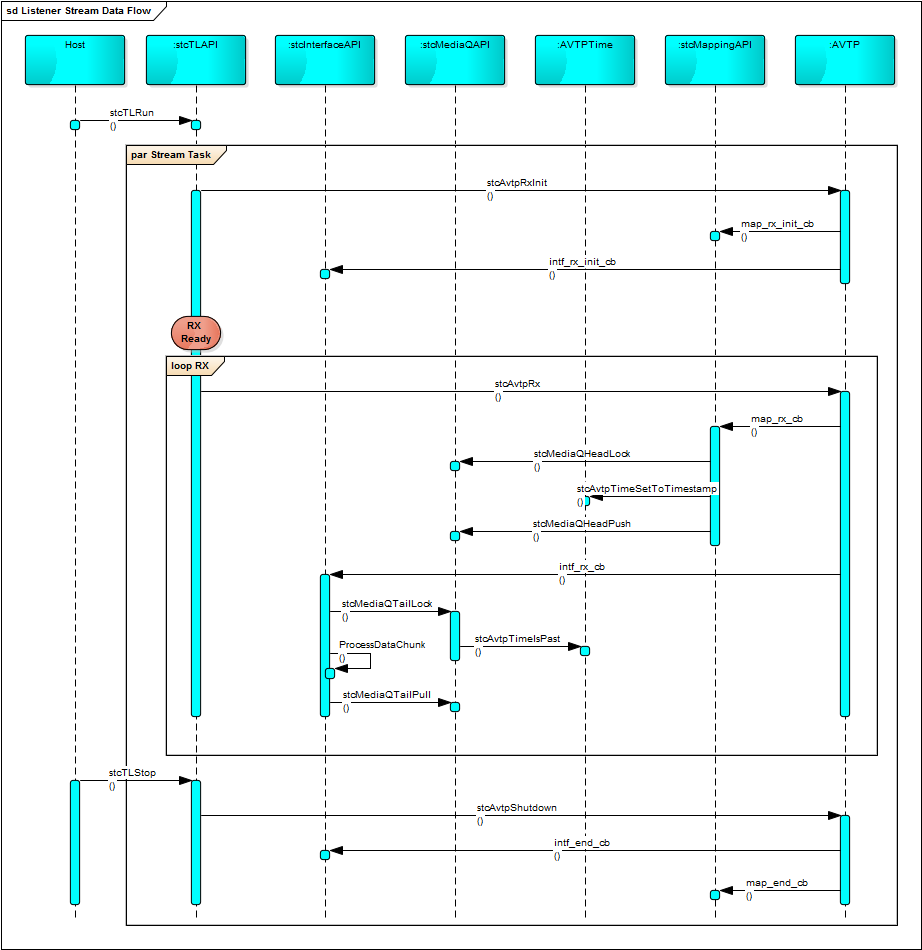 sd Listener Stream Data Flow
Host
:stcTLAPI
:stcInterfaceAPI
:stcMediaQAPI
:AVTPTime
:stcMappingAPI
:AVTP
stcTLRun
()
par Stream Task
stcAvtpRxInit
()
map_rx_init_cb
()
intf_rx_init_cb
()
RX
Ready
loop RX
stcAvtpRx
()
map_rx_cb
()
stcMediaQHeadLock
()
stcAvtpTimeSetToTimestamp
()
stcMediaQHeadPush
()
intf_rx_cb
()
stcMediaQTailLock
()
stcAvtpTimeIsPast
()
ProcessDataChunk
()
stcMediaQTailPull
()
stcTLStop
()
stcAvtpShutdown
()
intf_end_cb
()
map_end_cb
()